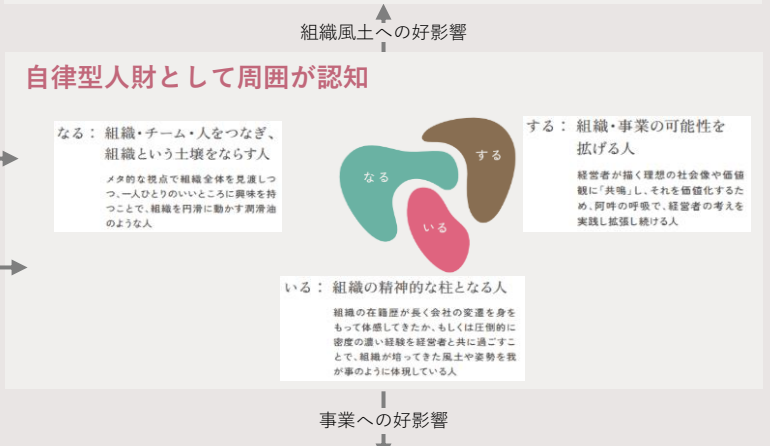 組織風土への好影響
自律型人財として周囲が認知
なる： 組織・チーム・人をつなぎ、
組織という土壌をならす人
メタ的な視点で組織全体を見渡しつ
つ、一人ひとりのいいところに興味を持
つことで、組織を円滑に動かす潤滑油
のような人
なる
する
いる
する： 組織・事業の可能性を
拡げる人
経営者が描く理想の社会像や価値
観に「共鳴」し、それを価値化するた
め、阿吽の呼吸で、経営者の考えを
実践し拡張し続ける人
いる： 組織の精神的な柱となる人
組織の在籍歴が長く会社の変遷を身を
もって体感してきたか、もしくは圧倒的に
密度の濃い経験を経営者と共に過ごすこ
とで、組織が培ってきた風土や姿勢を我
が事のように体現している人
事業への好影響